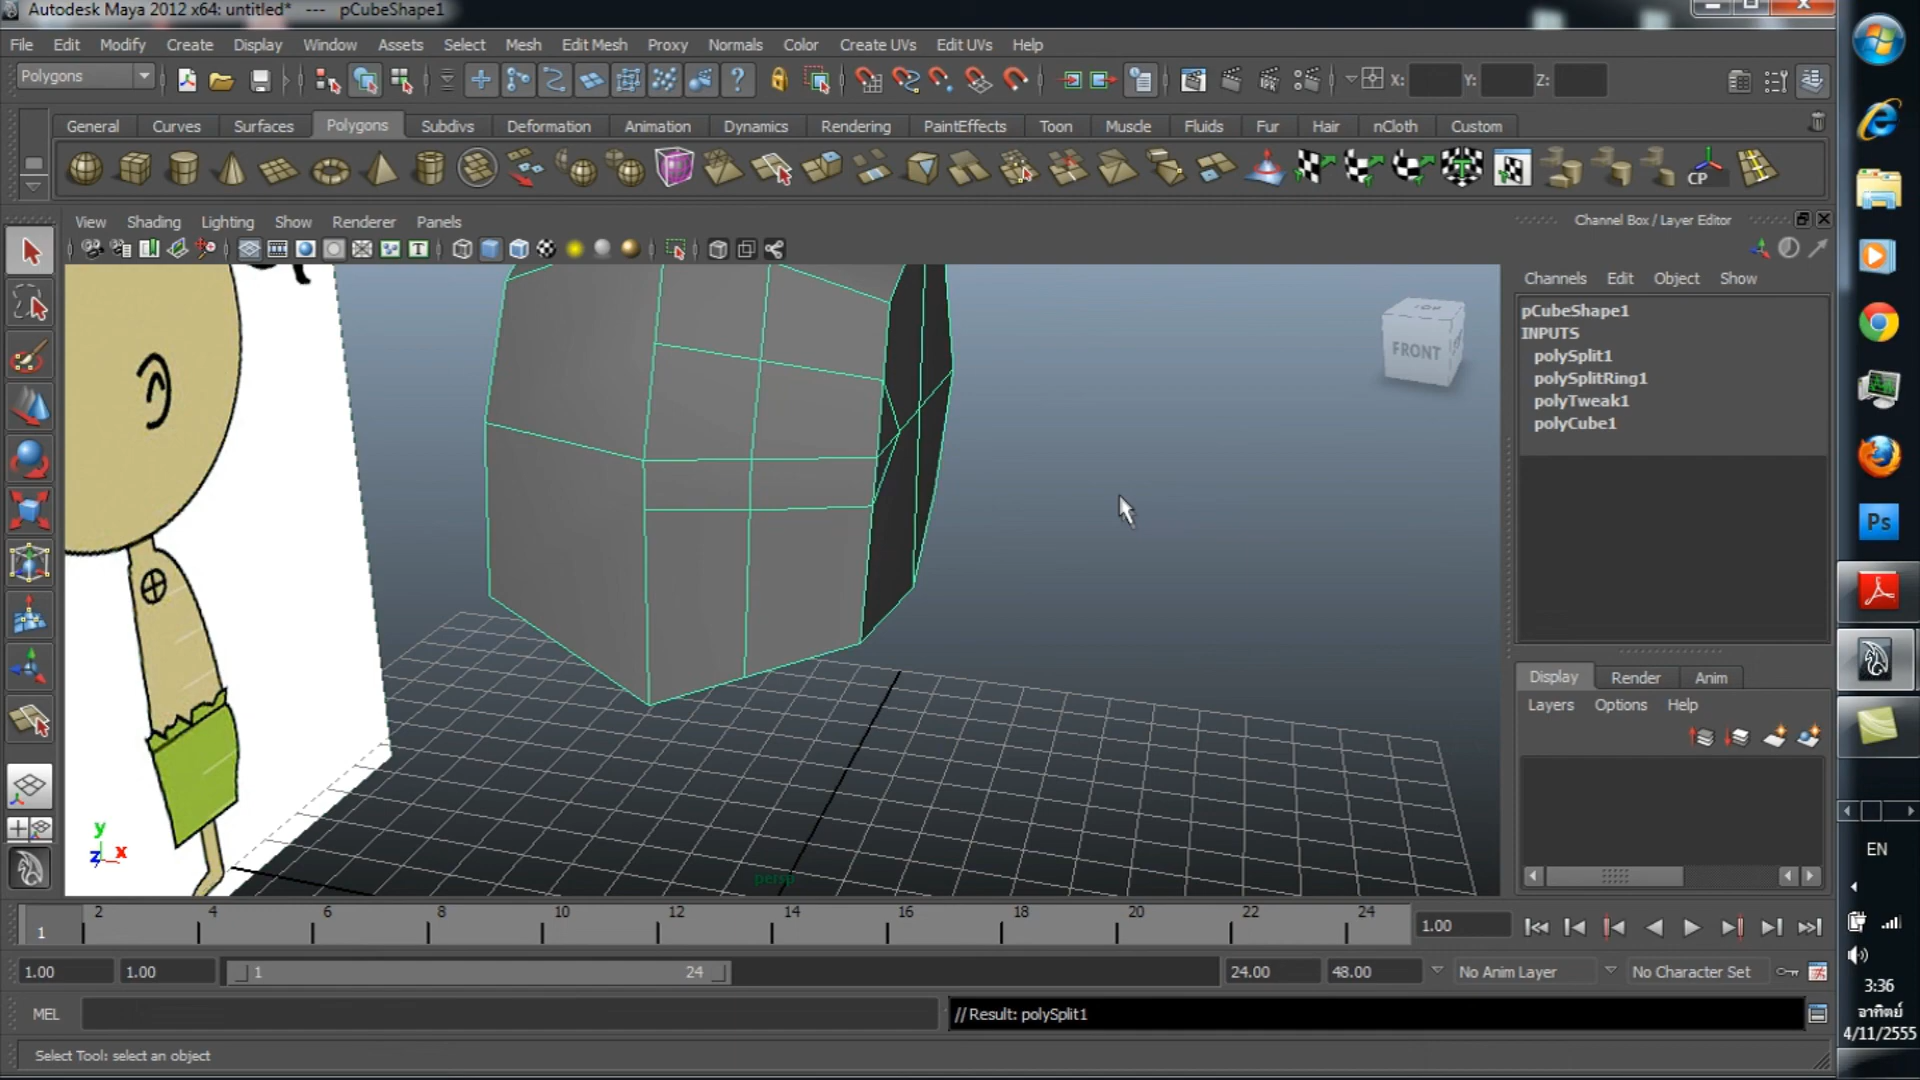 Autodesk Maya 2012 x64: untitled* --- pCubeShape1
File Edit Modify Create Display Window Assets Select Mesh Edit Mesh Proxy Normals Color Create UVs Edit UVs Help
Polygons X: Y: Z:
General Curves Surfaces Polygons Subdivs Deformation Animation Dynamics Rendering PaintEffects Toon Muscle Fluids Fur Hair nCloth Custom
CP
View Shading Lighting Show Renderer Panels
Channel Box / Layer Editor
Channels Edit Object Show
pCubeShape1
INPUTS
polySplit1
polySplitRing1
polyTweak1
polyCube1
FRONT
Ps
Display Render Anim
Layers Options Help
y
z x
persp
EN
2 4 6 8 10 12 14 16 18 20 22 24
1 1.00
1.00 1.00 1 24 24.00 48.00 No Anim Layer No Character Set
MEL // Result: polySplit1
Select Tool: select an object
3:36
อาทิตย์
4/11/2555